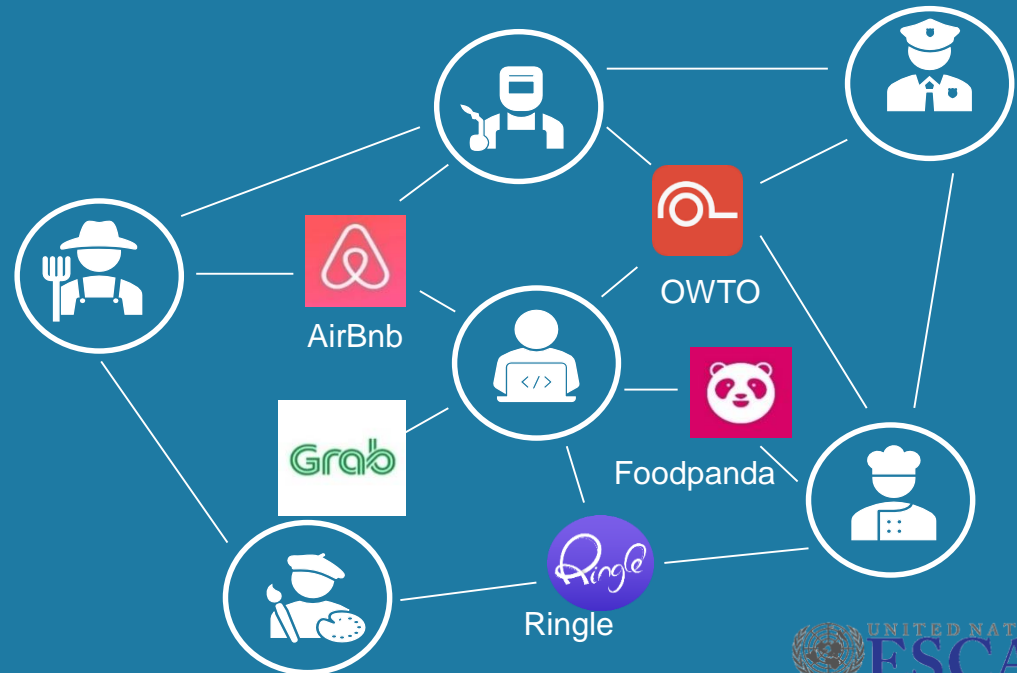 OWTO
AirBnb
</>
Grab
Foodpanda
Ringle
Ringle
UNITED NAT
ESCA